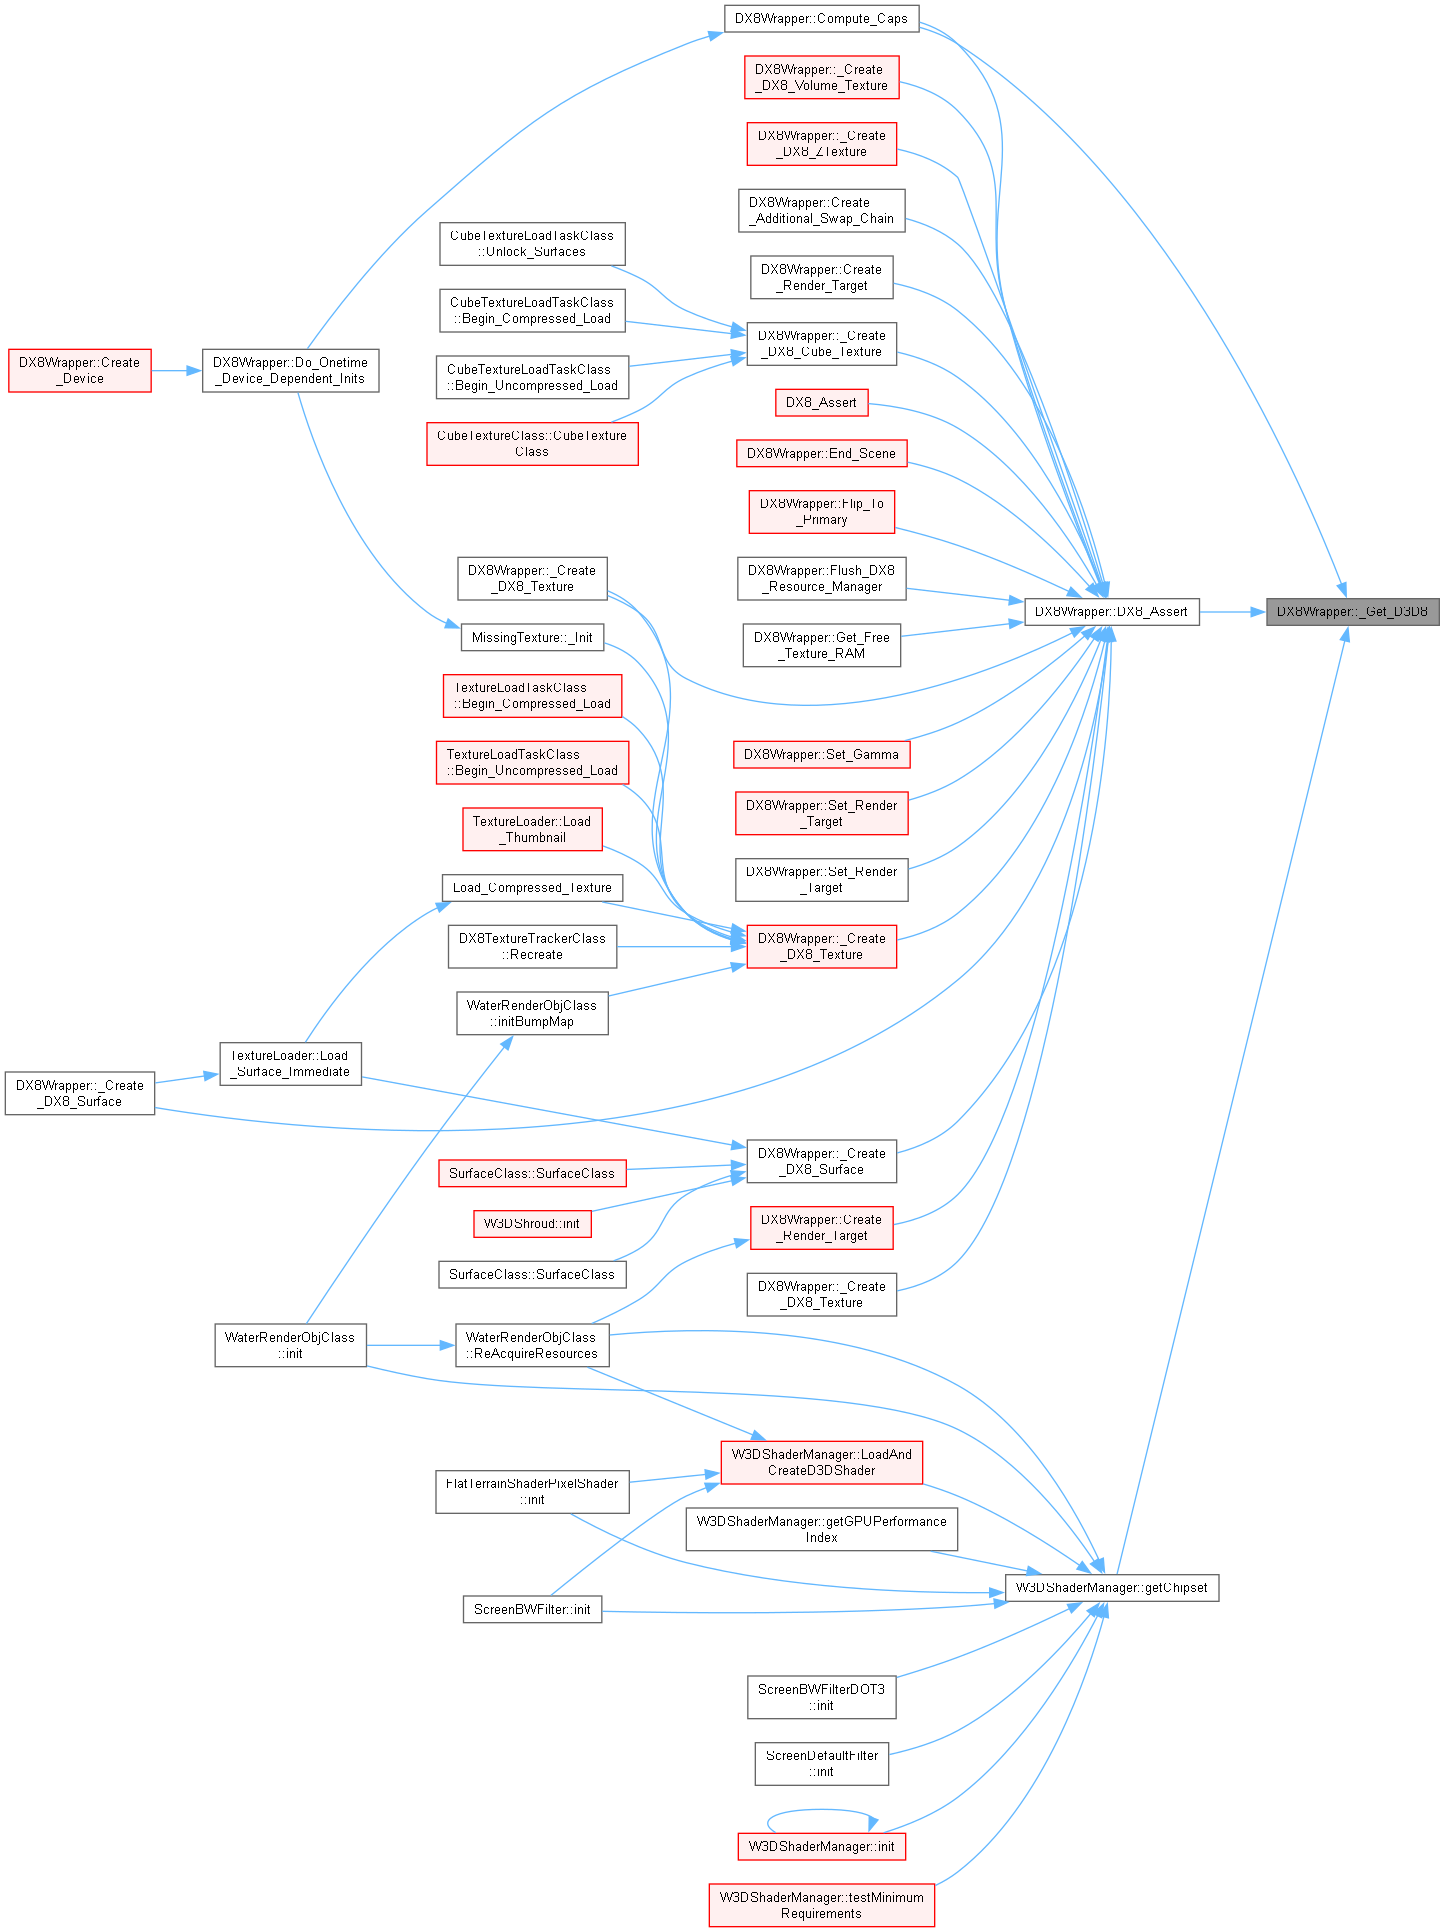 DX8Wrapper::Compute_Caps
DX8Wrapper::_Create
_DX8_Volume_Texture
DX8Wrapper::_Create
_DX8_ZTexture
DX8Wrapper::Create
_Additional_Swap_Chain
CubeTextureLoadTaskClass
::Unlock_Surfaces
DX8Wrapper::Create
_Render_Target
CubeTextureLoadTaskClass
::Begin_Compressed_Load
DX8Wrapper::_Create
_DX8_Cube_Texture
DX8Wrapper::Create
_Device
DX8Wrapper::Do_Onetime
_Device_Dependent_Inits
CubeTextureLoadTaskClass
::Begin_Uncompressed_Load
DX8_Assert
CubeTextureClass::CubeTexture
Class
DX8Wrapper::End_Scene
DX8Wrapper::Flip_To
_Primary
DX8Wrapper::_Create
_DX8_Texture
DX8Wrapper::Flush_DX8
_Resource_Manager
DX8Wrapper::DX8_Assert
DX8Wrapper::_Get_D3D8
MissingTexture::_Init
DX8Wrapper::Get_Free
_Texture_RAM
TextureLoadTaskClass
::Begin_Compressed_Load
TextureLoadTaskClass
::Begin_Uncompressed_Load
DX8Wrapper::Set_Gamma
TextureLoader::Load
_Thumbnail
DX8Wrapper::Set_Render
_Target
Load_Compressed_Texture
DX8Wrapper::Set_Render
_Target
DX8TextureTrackerClass
::Recreate
DX8Wrapper::_Create
_DX8_Texture
WaterRenderObjClass
::initBumpMap
TextureLoader::Load
_Surface_Immediate
DX8Wrapper::_Create
_DX8_Surface
DX8Wrapper::_Create
_DX8_Surface
SurfaceClass::SurfaceClass
W3DShroud::init
DX8Wrapper::Create
_Render_Target
SurfaceClass::SurfaceClass
DX8Wrapper::_Create
_DX8_Texture
WaterRenderObjClass
::init
WaterRenderObjClass
::ReAcquireResources
W3DShaderManager::LoadAnd
CreateD3DShader
FlatTerrainShaderPixelShader
::init
W3DShaderManager::getGPUPerformance
Index
W3DShaderManager::getChipset
ScreenBWFilter::init
ScreenBWFilterDOT3
::init
ScreenDefaultFilter
::init
W3DShaderManager::init
W3DShaderManager::testMinimum
Requirements